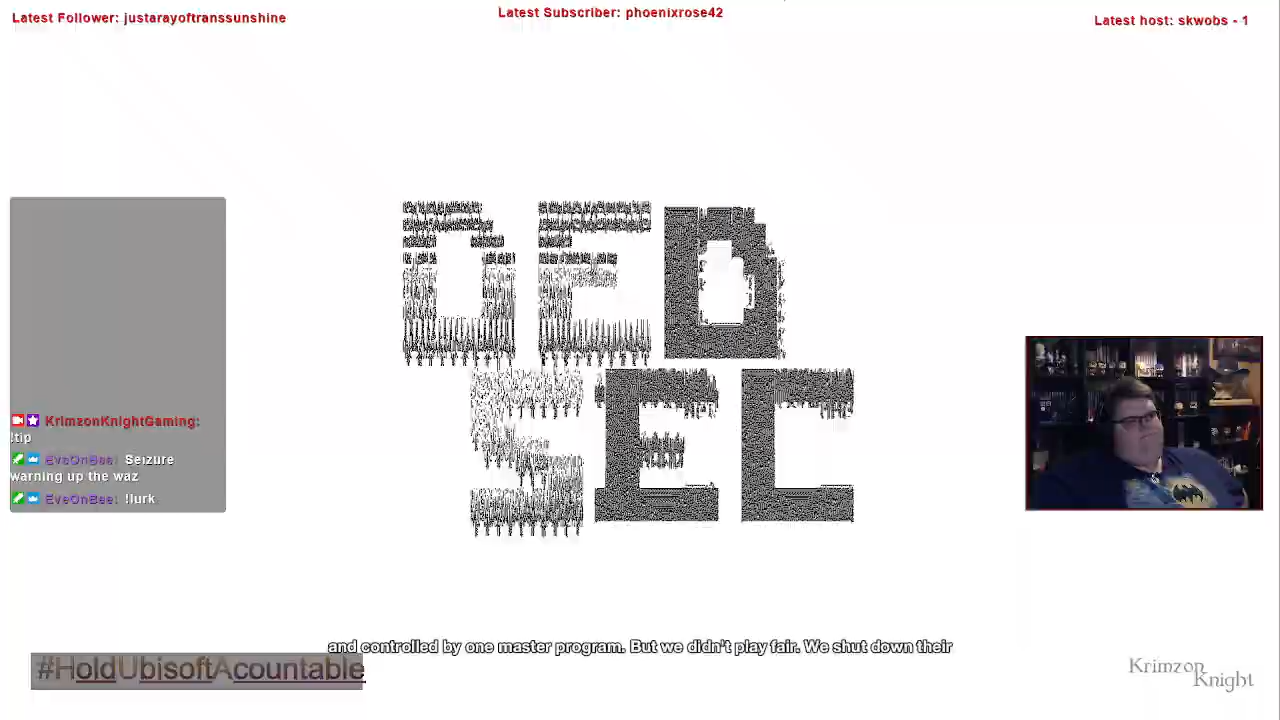 Latest Follower: justarayoftranssunshine
Latest Subscriber: phoenixrose42
Latest host: skwobs - 1
DED
SEC
KrimzonKnightGaming:
!tip
EveOnBee: Seizure
warning up the waz
EveOnBee: !lurk
and controlled by one master program. But we didn't play fair. We shut down their
#HoldUbisoftAcountable
Krimzon
Knight